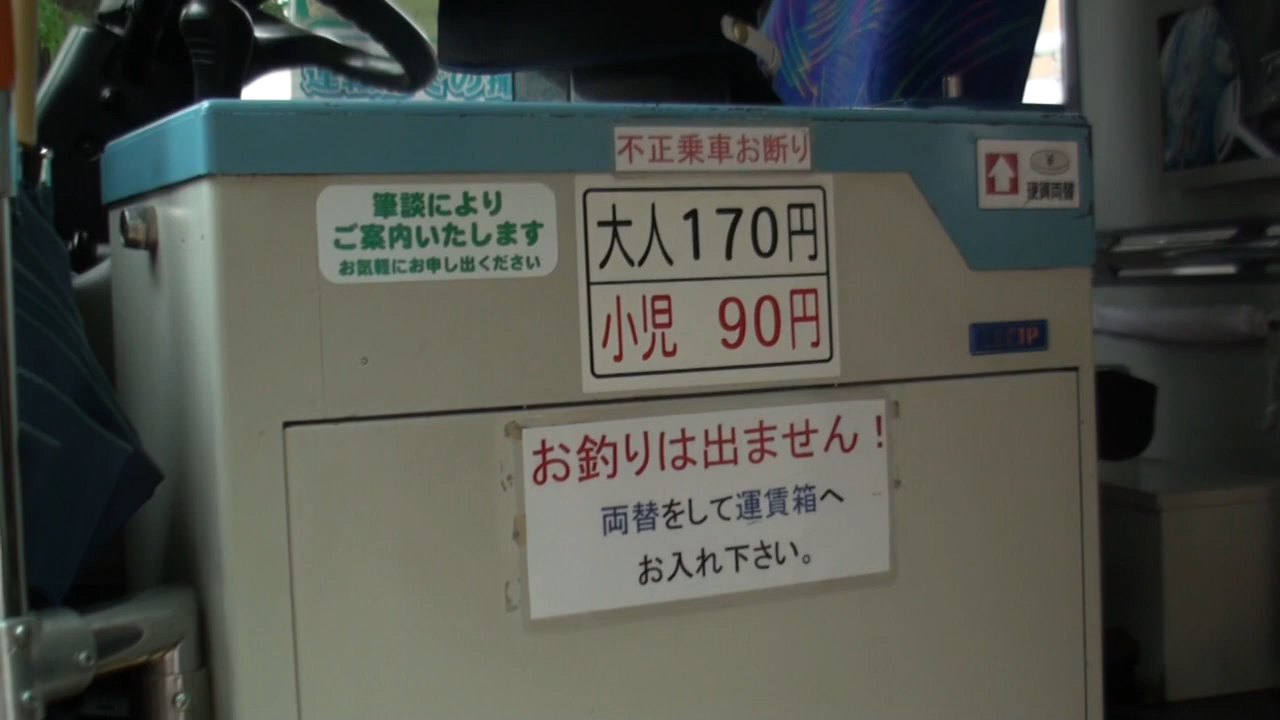 不正乗車お断り
硬貨両替
筆談により
ご案内いたします
お気軽にお申し出ください
大人170円
小児 90円
お釣りは出ません！
両替をして運賃箱へ
お入れ下さい。